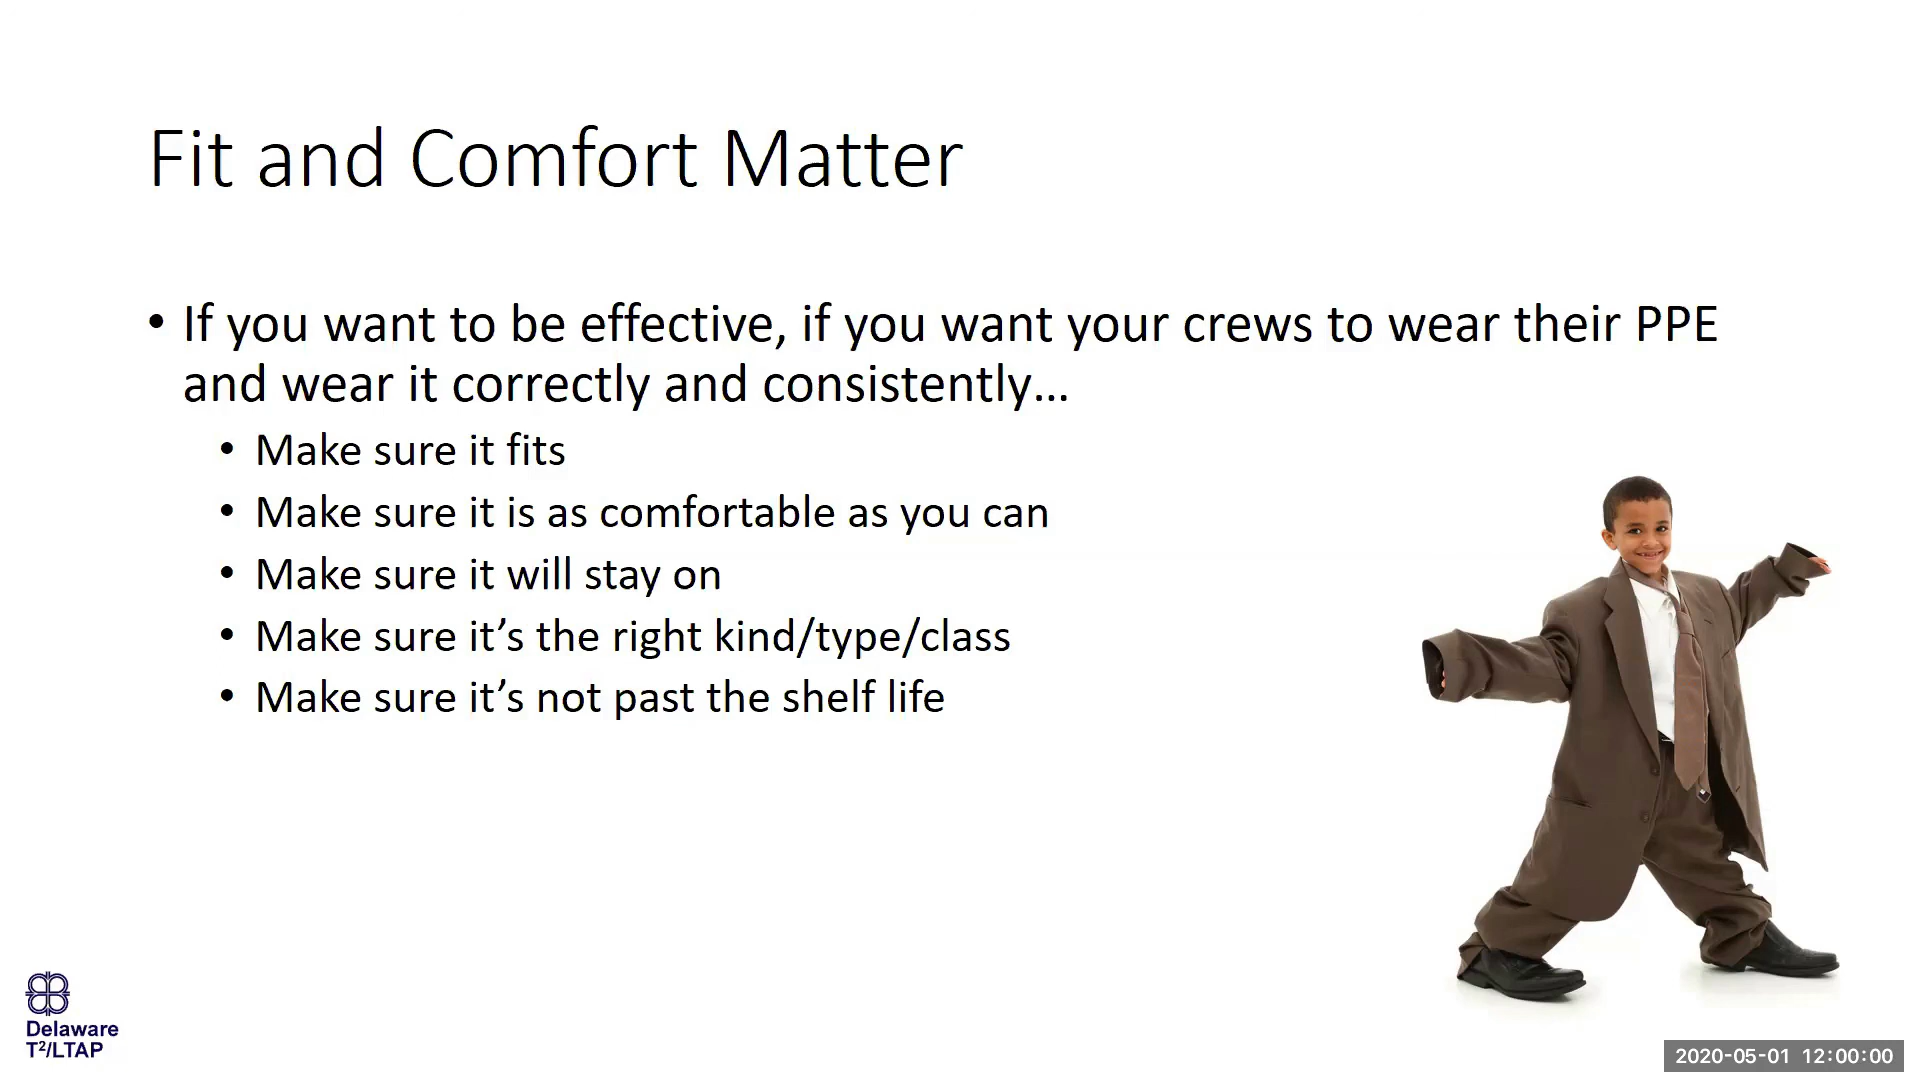 Fit and Comfort Matter
• If you want to be effective, if you want your crews to wear their PPE
and wear it correctly and consistently…
• Make sure it fits
• Make sure it is as comfortable as you can
• Make sure it will stay on
• Make sure it’s the right kind/type/class
• Make sure it’s not past the shelf life
Delaware
T²/LTAP
2020-05-01 12:00:00